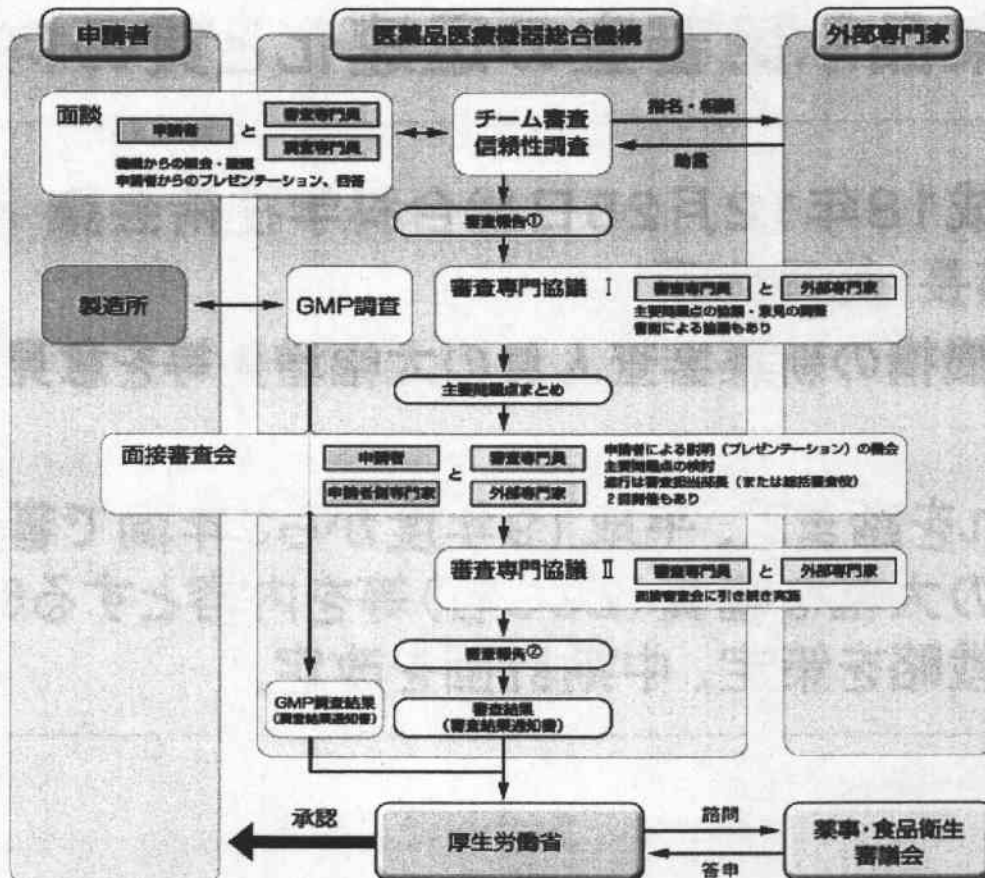 申請者
医薬品医療機器総合機構
外部専門家
面談
申請者 と 審査専門員
調査専門員
機構からの照会・確認
申請者からのプレゼンテーション、回答
チーム審査
信頼性調査
指名・相談
助言
審査報告①
製造所
GMP調査
審査専門協議 Ⅰ
審査専門員 と 外部専門家
主要問題点の協議・意見の調整
書面による協議もあり
主要問題点まとめ
面接審査会
申請者 と 審査専門員
申請者側専門家 外部専門家
申請者による説明(プレゼンテーション)の機会
主要問題点の検討
進行は審査担当部長(または総括審査役)
2回開催もあり
審査専門協議 Ⅱ
審査専門員 と 外部専門家
面接審査会に引き続き実施
審査報告②
GMP調査結果
(調査結果通知書)
審査結果
(審査結果通知書)
承認
厚生労働省
諮問
答申
薬事・食品衛生
審議会